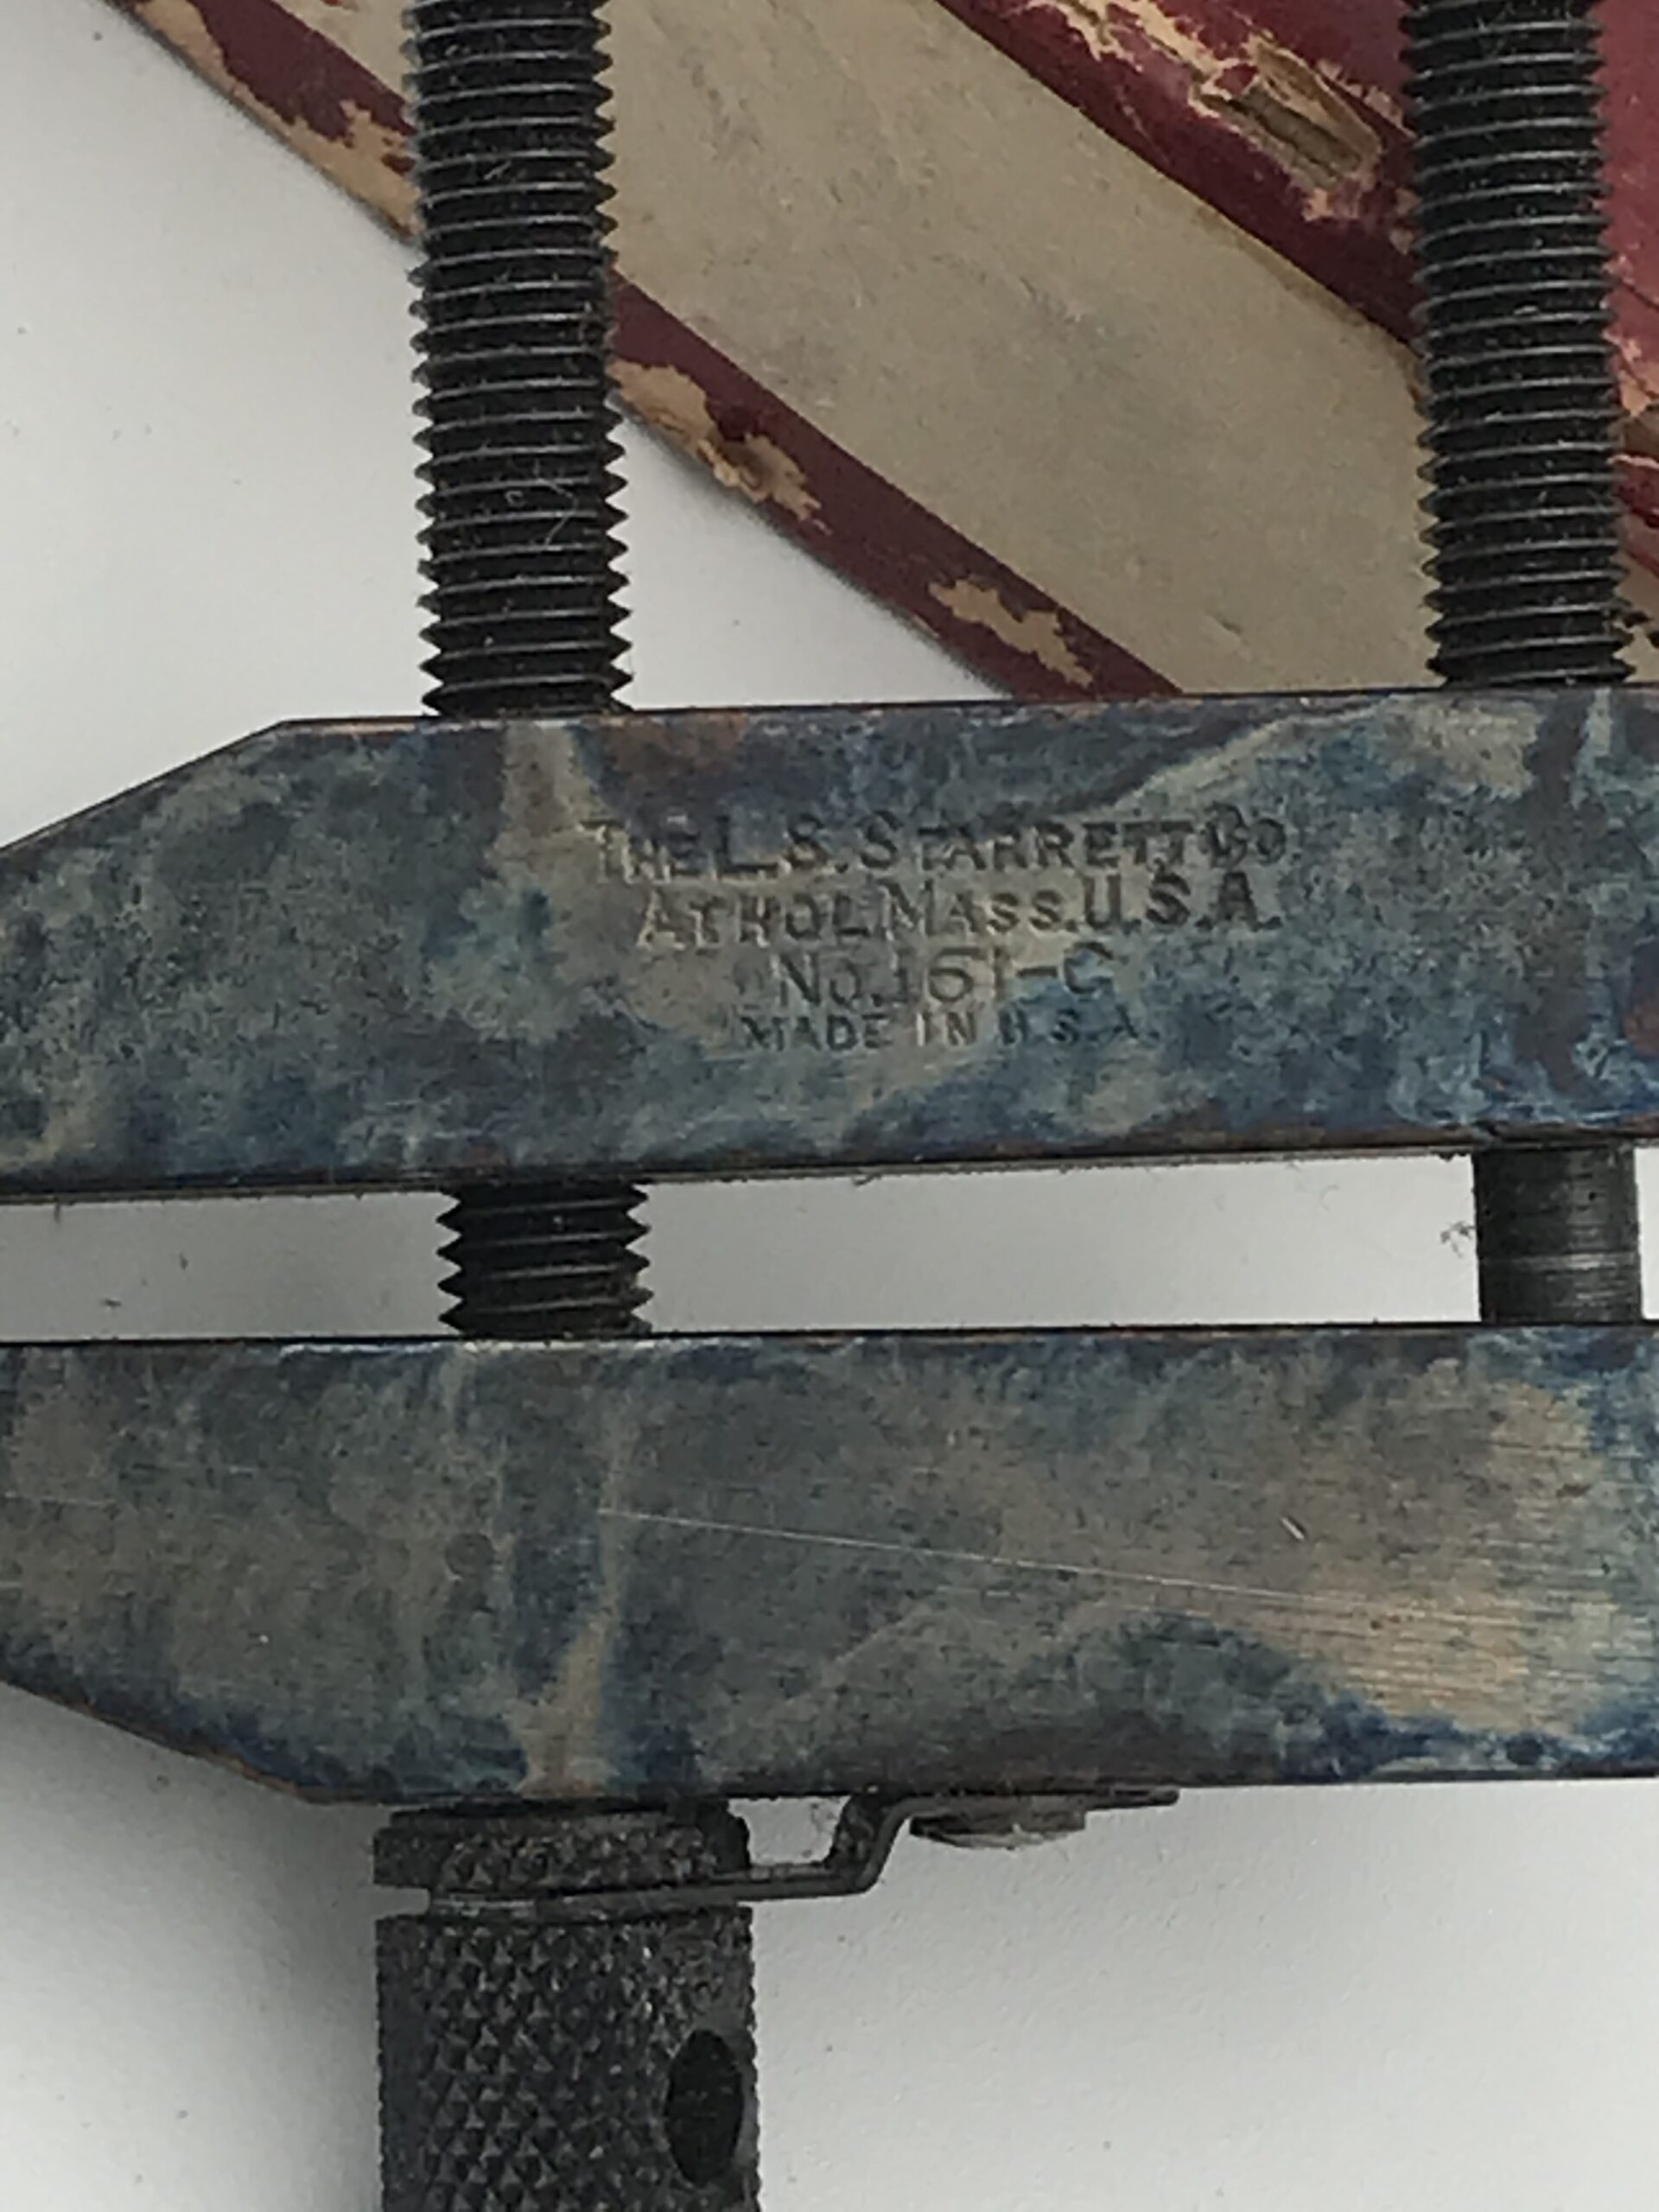 THE L. S. STARRETT CO.
ATHOL, MASS. U.S.A.
NO. 161-C
MADE IN U.S.A.